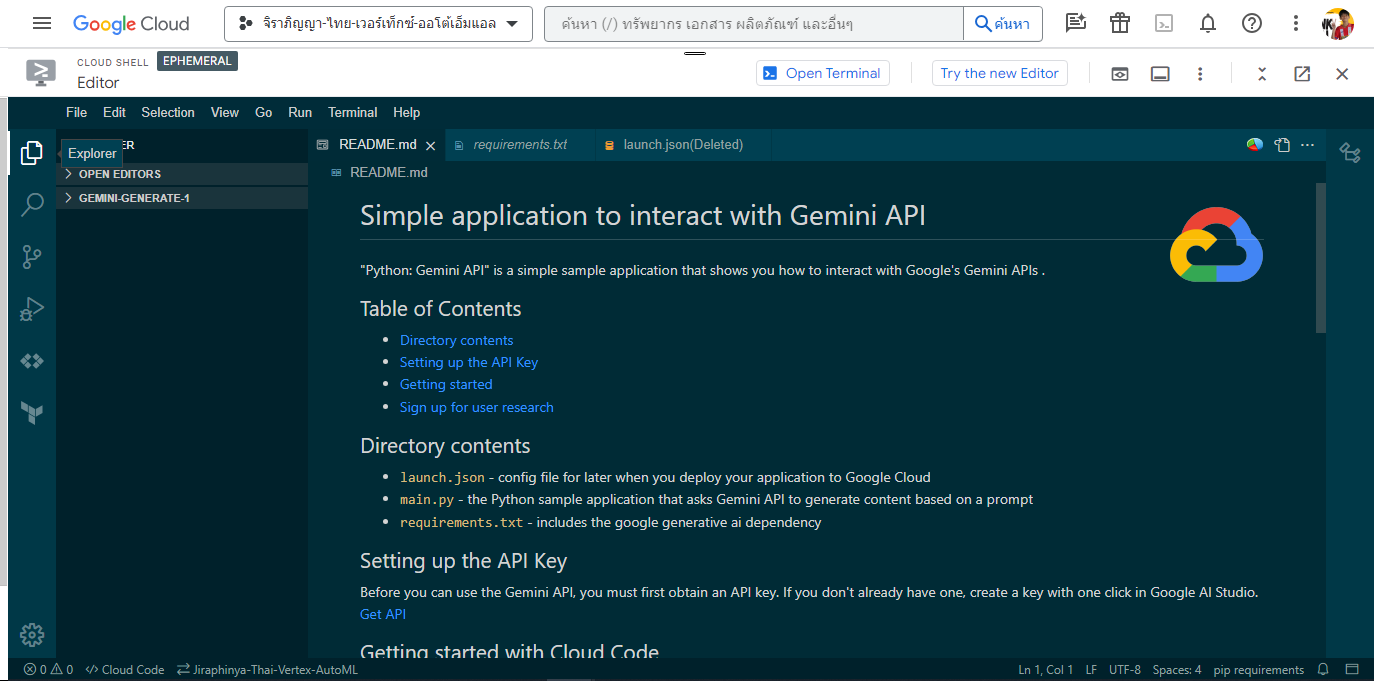 Google Cloud
จิราภิญญา-ไทย-เวอร์เท็กซ์-ออโต้เอ็มแอล
ค้นหา (/) ทรัพยากร เอกสาร ผลิตภัณฑ์ และอื่นๆ
ค้นหา
CLOUD SHELL
EPHEMERAL
Editor
Open Terminal
Try the new Editor
File Edit Selection View Go Run Terminal Help
ER
Explorer
OPEN EDITORS
GEMINI-GENERATE-1
README.md
requirements.txt
launch.json(Deleted)
README.md
Simple application to interact with Gemini API
"Python: Gemini API" is a simple sample application that shows you how to interact with Google's Gemini APIs .
Table of Contents
Directory contents
Setting up the API Key
Getting started
Sign up for user research
Directory contents
launch.json - config file for later when you deploy your application to Google Cloud
main.py - the Python sample application that asks Gemini API to generate content based on a prompt
requirements.txt - includes the google generative ai dependency
Setting up the API Key
Before you can use the Gemini API, you must first obtain an API key. If you don't already have one, create a key with one click in Google AI Studio.
Get API
Getting started with Cloud Code
0 0 Cloud Code Jiraphinya-Thai-Vertex-AutoML Ln 1, Col 1 LF UTF-8 Spaces: 4 pip requirements